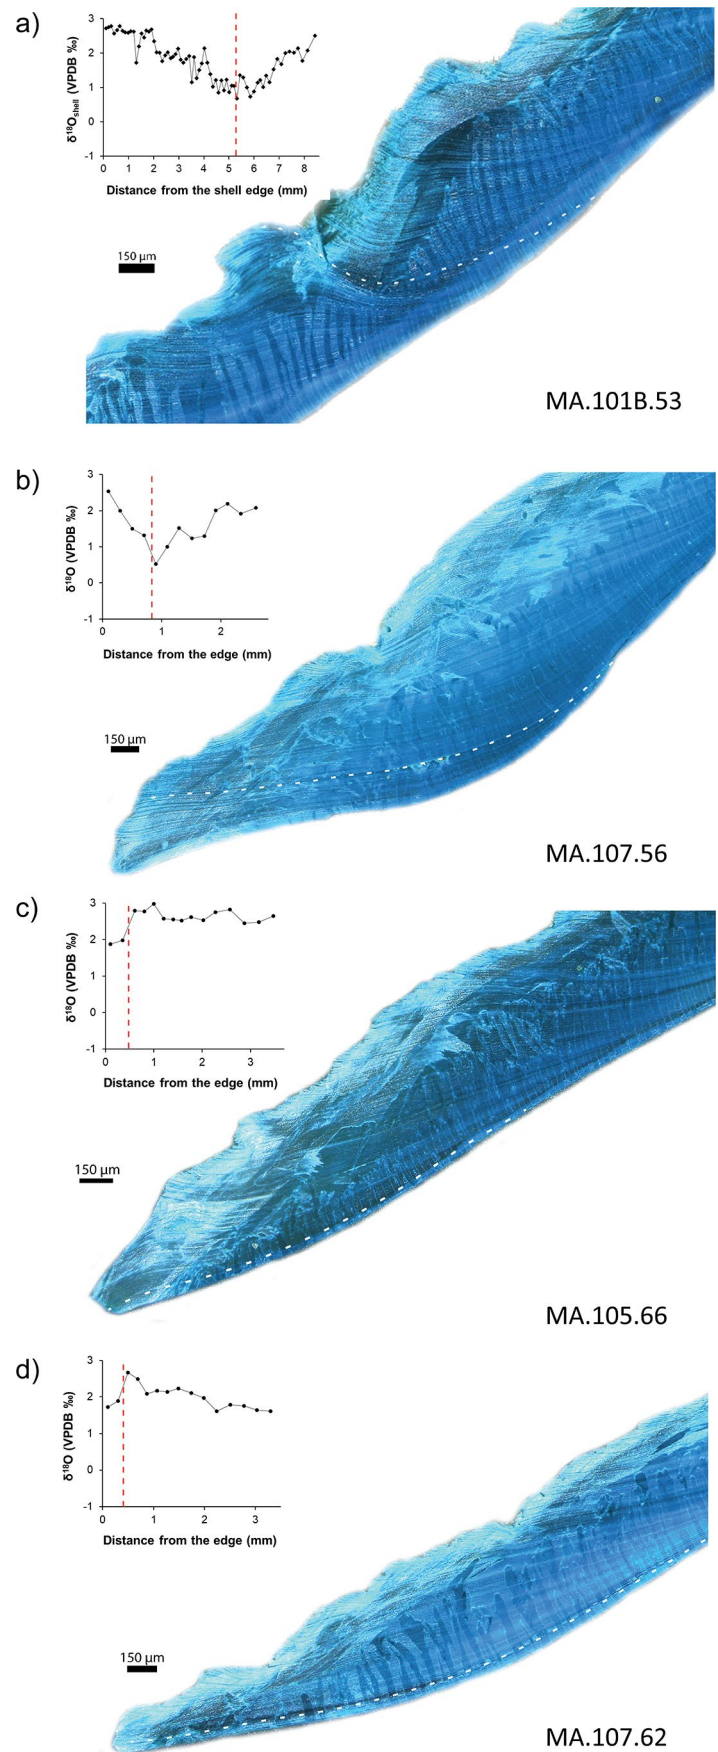 a)
δ¹⁸Oshell (VPDB ‰)
3
2
1
0
-1
0 1 2 3 4 5 6 7 8
Distance from the shell edge (mm)
150 µm
MA.101B.53
b)
δ¹⁸O (VPDB ‰)
3
2
1
0
-1
0 1 2
Distance from the edge (mm)
150 µm
MA.107.56
c)
δ¹⁸O (VPDB ‰)
3
2
1
0
-1
0 1 2 3
Distance from the edge (mm)
150 µm
MA.105.66
d)
δ¹⁸O (VPDB ‰)
3
2
1
0
-1
0 1 2 3
Distance from the edge (mm)
150 µm
MA.107.62